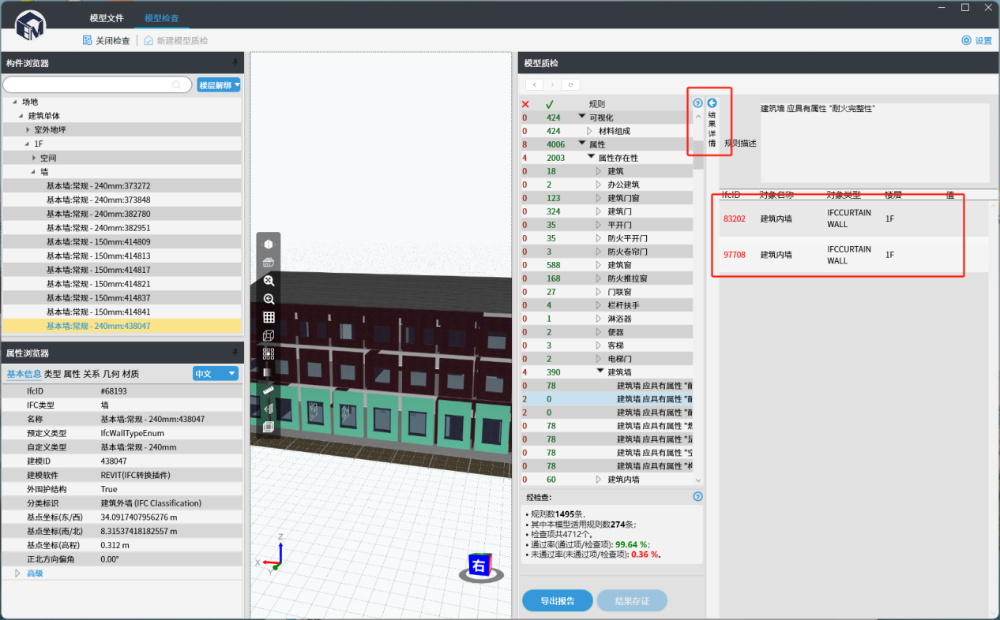 模型文件 模型检查
关闭检查 新建模型质检 设置
构件浏览器
楼层解绑
场地
建筑单体
室外地坪
1F
空间
墙
基本墙:常规 - 240mm:373272
基本墙:常规 - 240mm:373848
基本墙:常规 - 240mm:382780
基本墙:常规 - 240mm:382951
基本墙:常规 - 150mm:414809
基本墙:常规 - 150mm:414813
基本墙:常规 - 150mm:414817
基本墙:常规 - 150mm:414821
基本墙:常规 - 150mm:414837
基本墙:常规 - 150mm:414841
基本墙:常规 - 240mm:438047
属性浏览器
基本信息 类型 属性 关系 几何 材质 中文
IfcID #68193
IFC类型 墙
名称 基本墙:常规 - 240mm:438047
预定义类型 IfcWallTypeEnum
自定义类型 基本墙:常规 - 240mm
建模ID 438047
建模软件 REVIT(IFC转换插件)
外围护结构 True
分类标识 建筑外墙 (IFC Classification)
基点坐标(东/西) 34.0917407956276 m
基点坐标(南/北) 8.31537418182557 m
基点坐标(高程) 0.312 m
正北方向偏角 0.00°
高级
Z
X
Y
右
模型质检
规则
0 424 可视化
0 424 材料组成
8 4006 属性
4 2003 属性存在性
0 18 建筑
0 2 办公建筑
0 123 建筑门窗
0 324 建筑门
0 35 平开门
0 35 防火平开门
0 3 防火卷帘门
0 588 建筑窗
0 168 防火推拉窗
0 27 门联窗
0 4 栏杆扶手
0 1 淋浴器
0 2 便器
0 3 客梯
0 2 电梯门
4 390 建筑墙
0 78 建筑墙 应具有属性 "耐
2 0 建筑墙 应具有属性 "耐
2 0 建筑墙 应具有属性 "耐
0 78 建筑墙 应具有属性 "燃
0 78 建筑墙 应具有属性 "是
0 78 建筑墙 应具有属性 "空
0 78 建筑墙 应具有属性 "构
0 60 建筑内墙
经检查:
• 规则数1495条,
• 其中本模型适用规则数274条;
• 检查项共4712个。
• 通过率(通过项/检查项): 99.64 %;
• 未通过率(未通过项/检查项): 0.36 %。
导出报告 结果存证
结果详情
规则描述
建筑墙 应具有属性 "耐火完整性"
IfcID 对象名称 对象类型 楼层 值
83202 建筑内墙 IFCCURTAIN
WALL 1F
97708 建筑内墙 IFCCURTAIN
WALL 1F